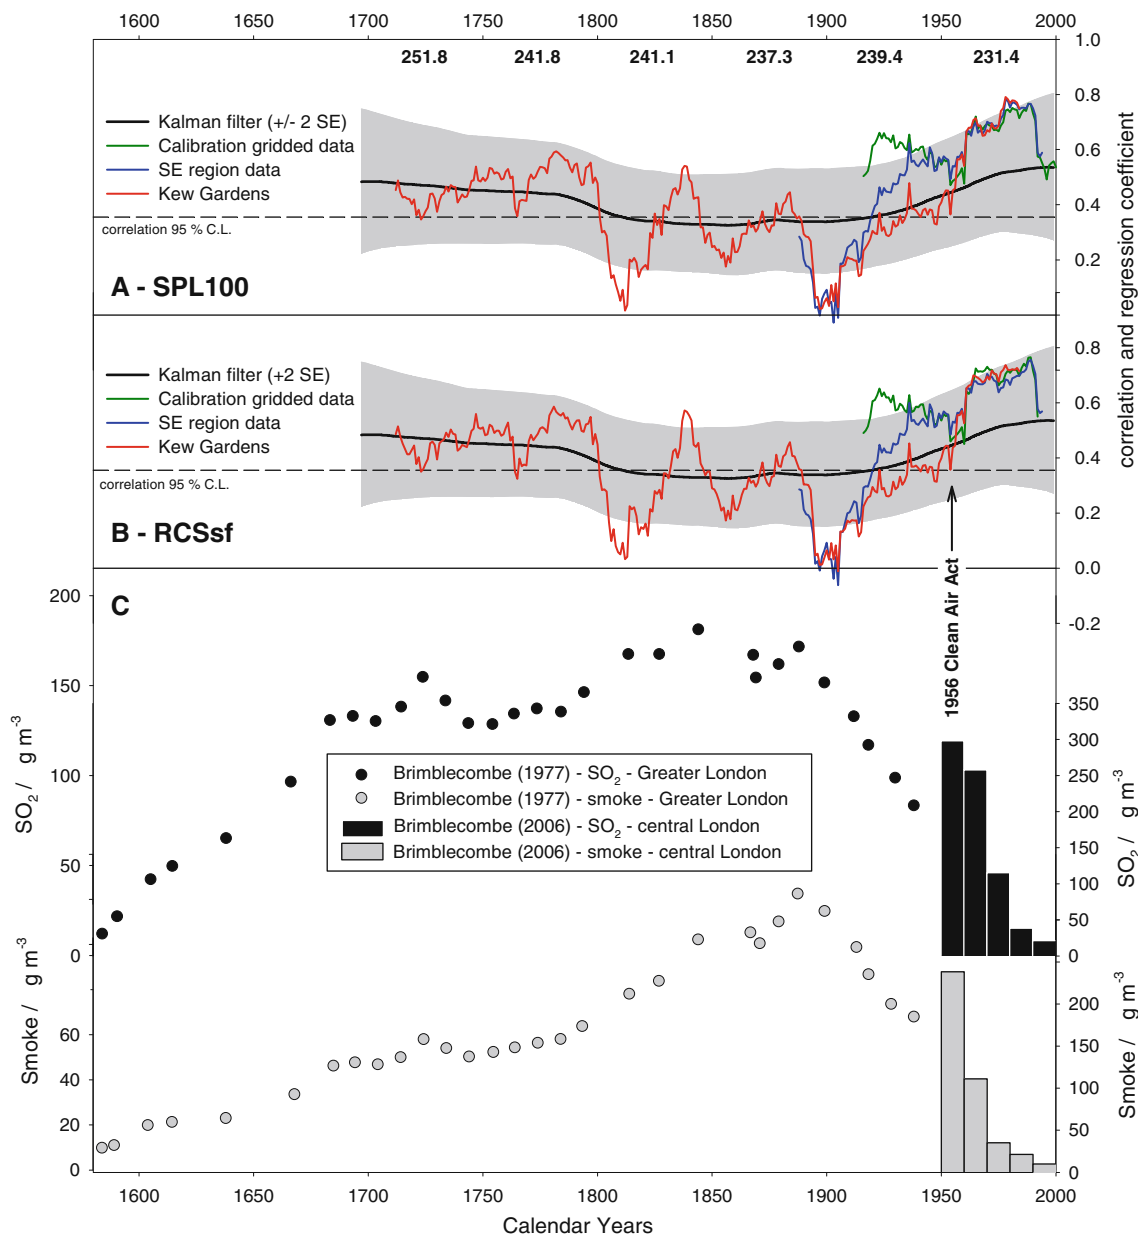 1600 1650 1700 1750 1800 1850 1900 1950 2000
1.0
251.8 241.8 241.1 237.3 239.4 231.4
0.8
Kalman filter (+/- 2 SE)
Calibration gridded data
SE region data
Kew Gardens
0.6
0.4
correlation 95 % C.L.
0.2
A - SPL100
correlation and regression coefficient
0.8
Kalman filter (+2 SE)
Calibration gridded data
SE region data
Kew Gardens
0.6
0.4
correlation 95 % C.L.
0.2
B - RCSsf
0.0
-0.2
1956 Clean Air Act
C
200
150
100
50
0
SO2 / g m-3
350
300
250
200
150
100
50
0
SO2 / g m-3
Brimblecombe (1977) - SO2 - Greater London
Brimblecombe (1977) - smoke - Greater London
Brimblecombe (2006) - SO2 - central London
Brimblecombe (2006) - smoke - central London
60
40
20
0
Smoke / g m-3
200
150
100
50
0
Smoke / g m-3
1600 1650 1700 1750 1800 1850 1900 1950 2000
Calendar Years